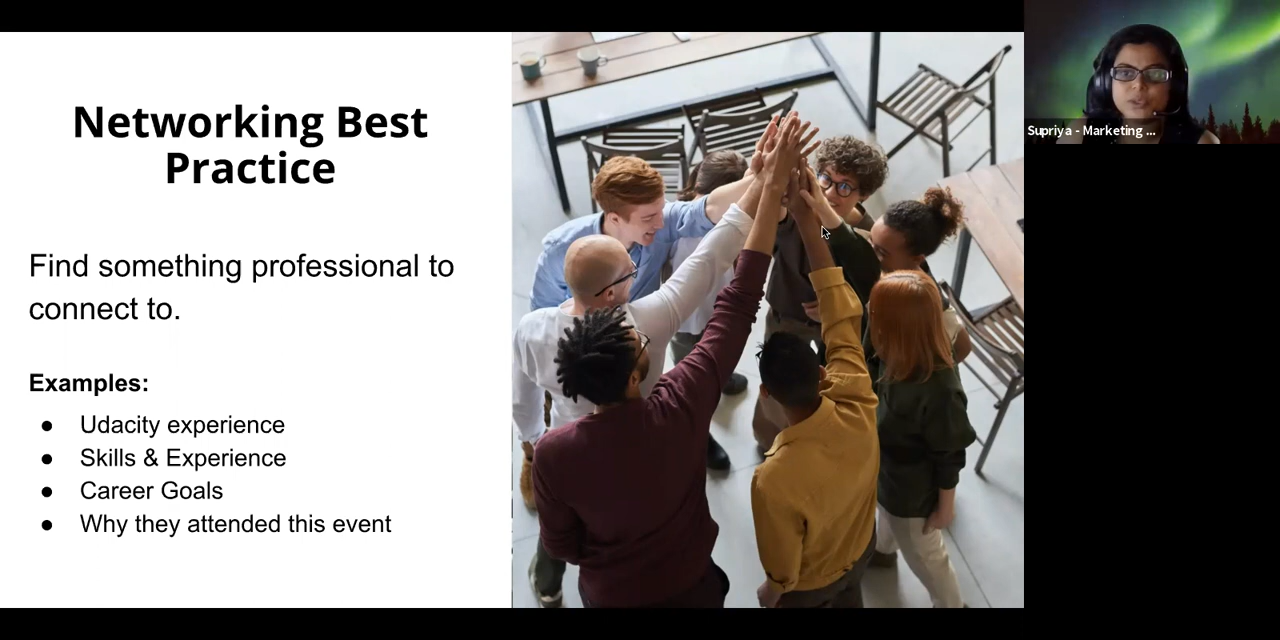 Networking Best
Practice
Find something professional to
connect to.
Examples:
● Udacity experience
● Skills & Experience
● Career Goals
● Why they attended this event
Supriya - Marketing ...